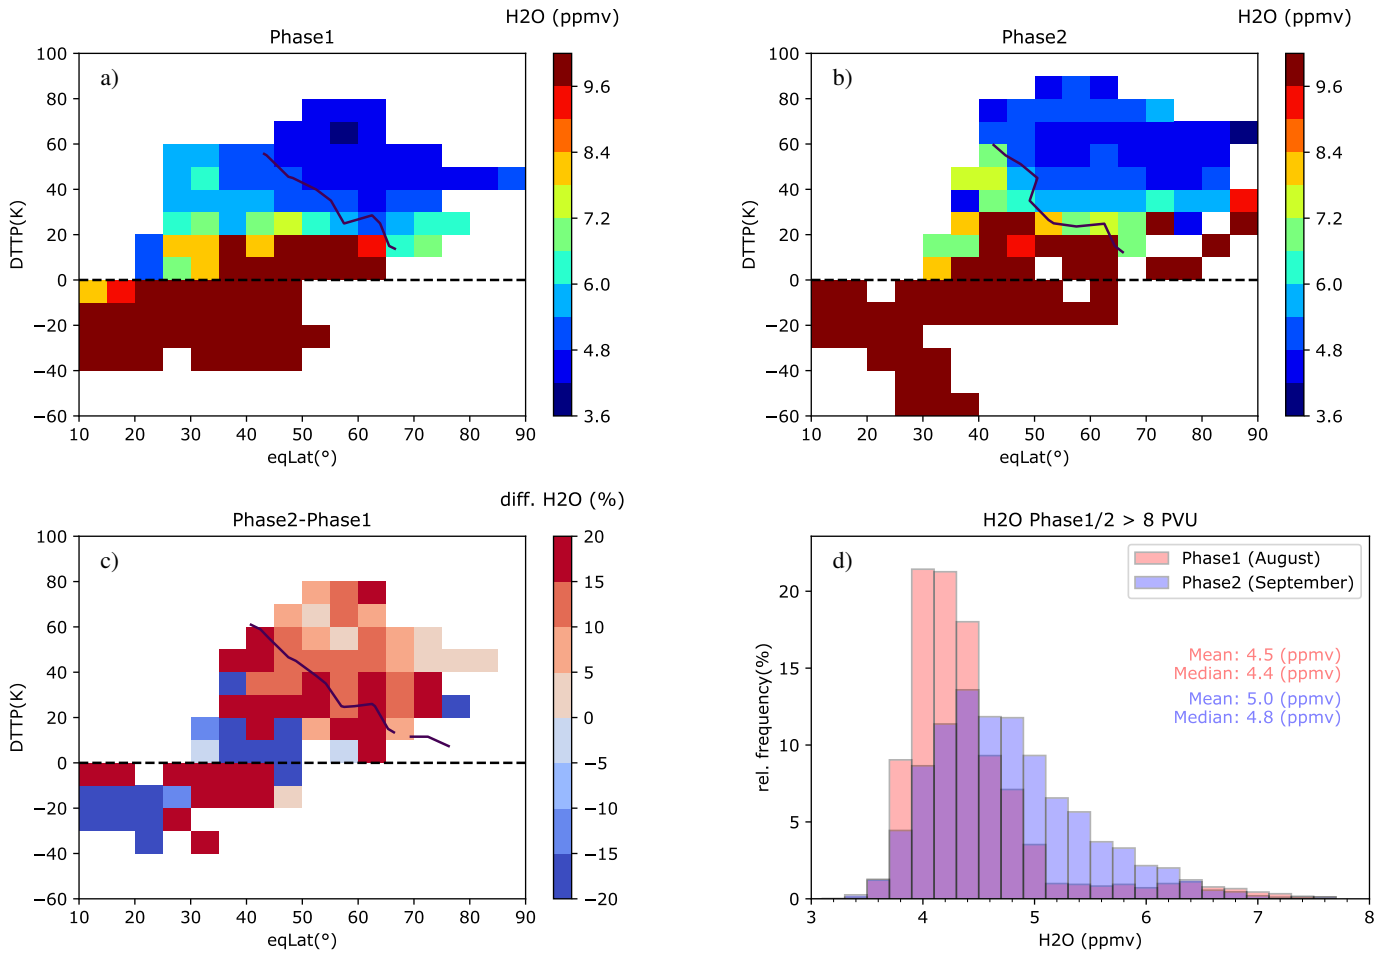 H2O (ppmv)
Phase1
a)
DTTP(K)
100
80
60
40
20
0
−20
−40
−60
10 20 30 40 50 60 70 80 90
eqLat(°)
9.6
8.4
7.2
6.0
4.8
3.6
H2O (ppmv)
Phase2
b)
DTTP(K)
100
80
60
40
20
0
−20
−40
−60
10 20 30 40 50 60 70 80 90
eqLat(°)
9.6
8.4
7.2
6.0
4.8
3.6
diff. H2O (%)
Phase2-Phase1
c)
DTTP(K)
100
80
60
40
20
0
−20
−40
−60
10 20 30 40 50 60 70 80 90
eqLat(°)
20
15
10
5
0
−5
−10
−15
−20
H2O Phase1/2 > 8 PVU
d)
Phase1 (August)
Phase2 (September)
Mean: 4.5 (ppmv)
Median: 4.4 (ppmv)
Mean: 5.0 (ppmv)
Median: 4.8 (ppmv)
rel. frequency(%)
20
15
10
5
0
3 4 5 6 7 8
H2O (ppmv)